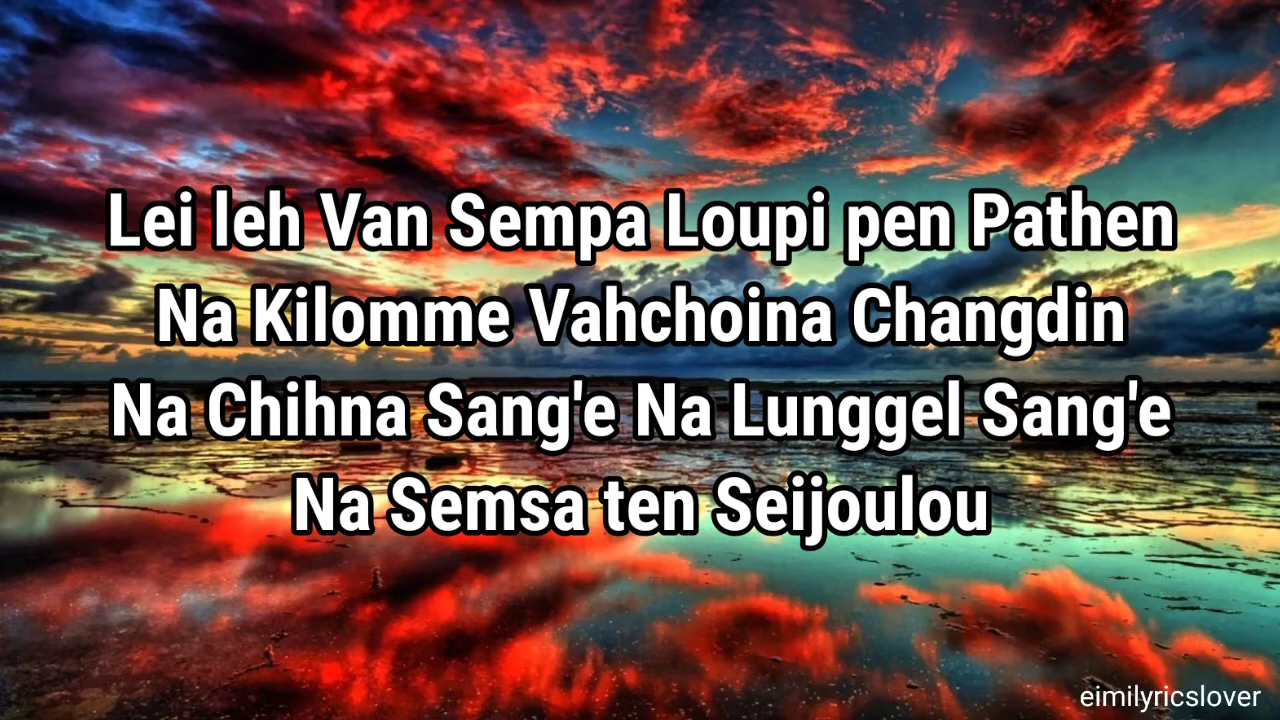 Lei leh Van Sempa Loupi pen Pathen
Na Kilomme Vahchoina Changdin
Na Chihna Sang'e Na Lunggel Sang'e
Na Semsa ten Seijoulou
eimilyricslover